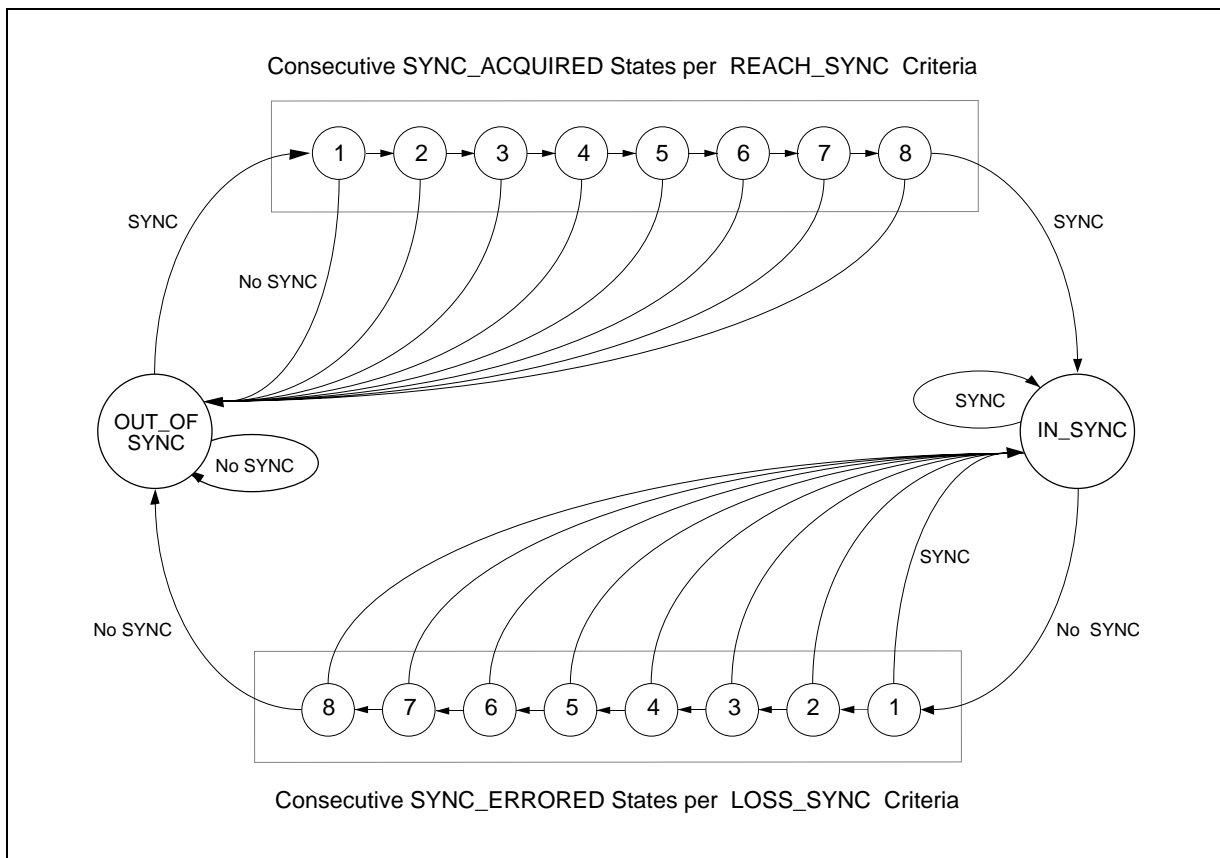 Consecutive SYNC_ACQUIRED States per REACH_SYNC Criteria
1 2 3 4 5 6 7 8
SYNC
SYNC
No SYNC
OUT_OF
SYNC
No SYNC
SYNC
IN_SYNC
SYNC
No SYNC
No SYNC
8 7 6 5 4 3 2 1
Consecutive SYNC_ERRORED States per LOSS_SYNC Criteria